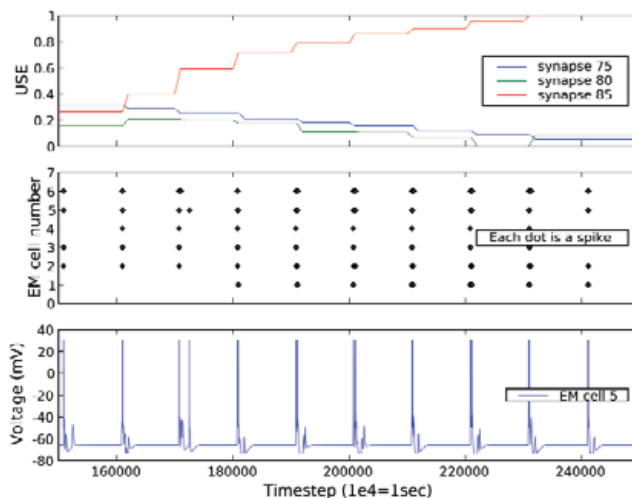 1
0.8
0.6
0.4
0.2
0
USE
synapse 75
synapse 80
synapse 85
7
6
5
4
3
2
1
0
EM cell number
Each dot is a spike
40
20
0
-20
-40
-60
-80
Voltage (mV)
EM cell 5
160000 180000 200000 220000 240000
Timestep (1e4=1sec)